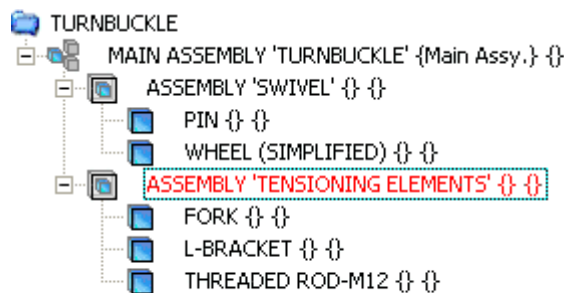 TURNBUCKLE
MAIN ASSEMBLY 'TURNBUCKLE' {Main Assy.} {}
ASSEMBLY 'SWIVEL' {} {}
PIN {} {}
WHEEL (SIMPLIFIED) {} {}
ASSEMBLY 'TENSIONING ELEMENTS' {} {}
FORK {} {}
L-BRACKET {} {}
THREADED ROD-M12 {} {}